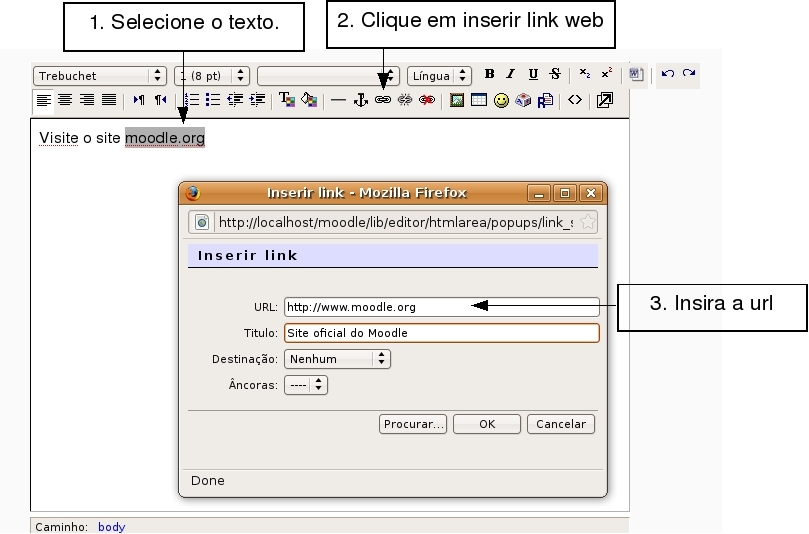 1. Selecione o texto.
2. Clique em inserir link web
Trebuchet
1 (8 pt)
Língua
B I U S x₂ x²
Visite o site moodle.org
Inserir link - Mozilla Firefox
http://localhost/moodle/lib/editor/htmlarea/popups/link_s
Inserir link
URL: http://www.moodle.org
3. Insira a url
Titulo: Site oficial do Moodle
Destinação: Nenhum
Âncoras: ----
Procurar... OK Cancelar
Done
Caminho: body